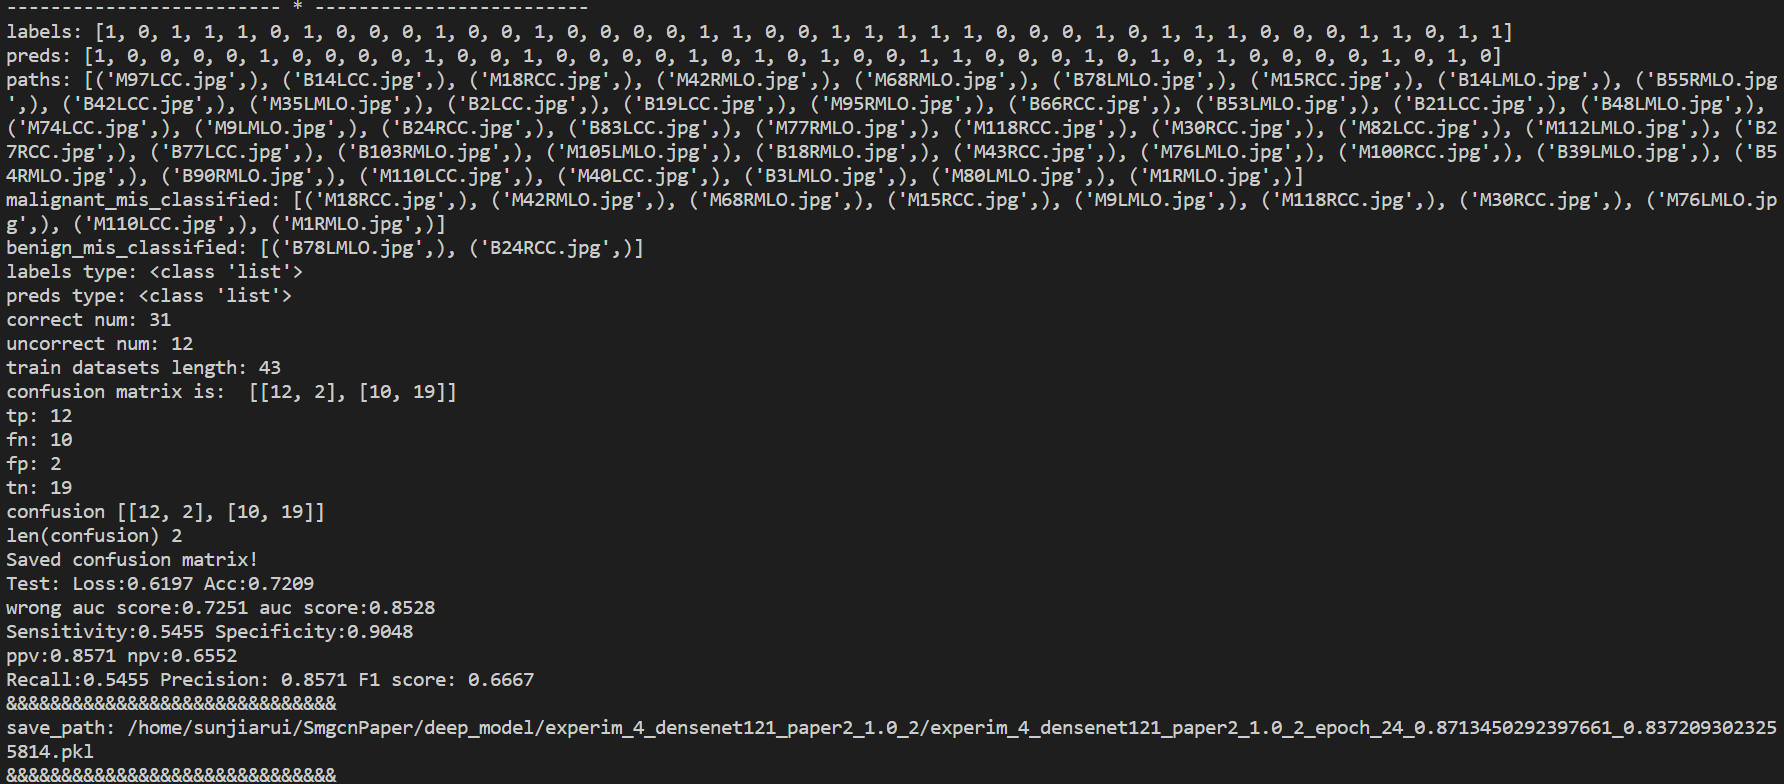 ------------------------- * -------------------------
labels: [1, 0, 1, 1, 1, 0, 1, 0, 0, 0, 1, 0, 0, 1, 0, 0, 0, 0, 1, 1, 0, 0, 1, 1, 1, 1, 1, 0, 0, 0, 1, 0, 1, 1, 1, 0, 0, 0, 1, 1, 0, 1, 1]
preds: [1, 0, 0, 0, 0, 1, 0, 0, 0, 0, 1, 0, 0, 1, 0, 0, 0, 0, 1, 0, 1, 0, 1, 0, 0, 1, 1, 0, 0, 0, 1, 0, 1, 0, 1, 0, 0, 0, 0, 1, 0, 1, 0]
paths: [('M97LCC.jpg',), ('B14LCC.jpg',), ('M18RCC.jpg',), ('M42RMLO.jpg',), ('M68RMLO.jpg',), ('B78LMLO.jpg',), ('M15RCC.jpg',), ('B14LMLO.jpg',), ('B55RMLO.jpg
',), ('B42LCC.jpg',), ('M35LMLO.jpg',), ('B2LCC.jpg',), ('B19LCC.jpg',), ('M95RMLO.jpg',), ('B66RCC.jpg',), ('B53LMLO.jpg',), ('B21LCC.jpg',), ('B48LMLO.jpg',),
('M74LCC.jpg',), ('M9LMLO.jpg',), ('B24RCC.jpg',), ('B83LCC.jpg',), ('M77RMLO.jpg',), ('M118RCC.jpg',), ('M30RCC.jpg',), ('M82LCC.jpg',), ('M112LMLO.jpg',), ('B2
7RCC.jpg',), ('B77LCC.jpg',), ('B103RMLO.jpg',), ('M105LMLO.jpg',), ('B18RMLO.jpg',), ('M43RCC.jpg',), ('M76LMLO.jpg',), ('M100RCC.jpg',), ('B39LMLO.jpg',), ('B5
4RMLO.jpg',), ('B90RMLO.jpg',), ('M110LCC.jpg',), ('M40LCC.jpg',), ('B3LMLO.jpg',), ('M80LMLO.jpg',), ('M1RMLO.jpg',)]
malignant_mis_classified: [('M18RCC.jpg',), ('M42RMLO.jpg',), ('M68RMLO.jpg',), ('M15RCC.jpg',), ('M9LMLO.jpg',), ('M118RCC.jpg',), ('M30RCC.jpg',), ('M76LMLO.jp
g',), ('M110LCC.jpg',), ('M1RMLO.jpg',)]
benign_mis_classified: [('B78LMLO.jpg',), ('B24RCC.jpg',)]
labels type: <class 'list'>
preds type: <class 'list'>
correct num: 31
uncorrect num: 12
train datasets length: 43
confusion matrix is:  [[12, 2], [10, 19]]
tp: 12
fn: 10
fp: 2
tn: 19
confusion [[12, 2], [10, 19]]
len(confusion) 2
Saved confusion matrix!
Test: Loss:0.6197 Acc:0.7209
wrong auc score:0.7251 auc score:0.8528
Sensitivity:0.5455 Specificity:0.9048
ppv:0.8571 npv:0.6552
Recall:0.5455 Precision: 0.8571 F1 score: 0.6667
&&&&&&&&&&&&&&&&&&&&&&&&&&&&&&
save_path: /home/sunjiarui/SmgcnPaper/deep_model/experim_4_densenet121_paper2_1.0_2/experim_4_densenet121_paper2_1.0_2_epoch_24_0.8713450292397661_0.837209302325
5814.pkl
&&&&&&&&&&&&&&&&&&&&&&&&&&&&&&